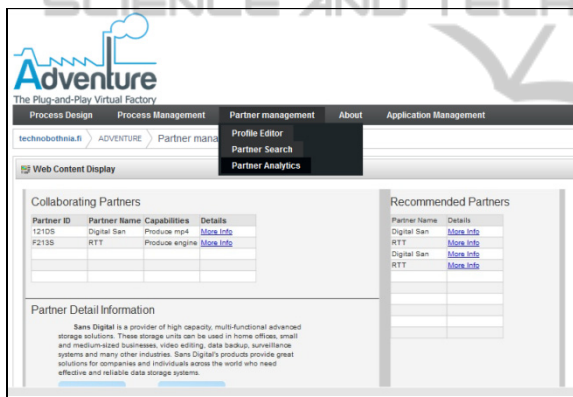 SCIENCE AND TECH
Adventure
The Plug-and-Play Virtual Factory
Process Design Process Management Partner management About Application Management
technobothnia.fi ADVENTURE Partner mana
Profile Editor
Partner Search
Partner Analytics
Web Content Display
Collaborating Partners
Partner ID Partner Name Capabilities Details
121DS Digital San Produce mp4 More Info
F213S RTT Produce engine More Info
Recommended Partners
Partner Name Details
Digital San More Info
RTT More Info
Digital San More Info
RTT More Info
Partner Detail Information
Sans Digital is a provider of high capacity, multi-functional advanced
storage solutions. These storage units can be used in home offices, small
and medium-sized businesses, video editing, data backup, surveillance
systems and many other industries. Sans Digital's products provide great
solutions for companies and individuals across the world who need
effective and reliable data storage systems.